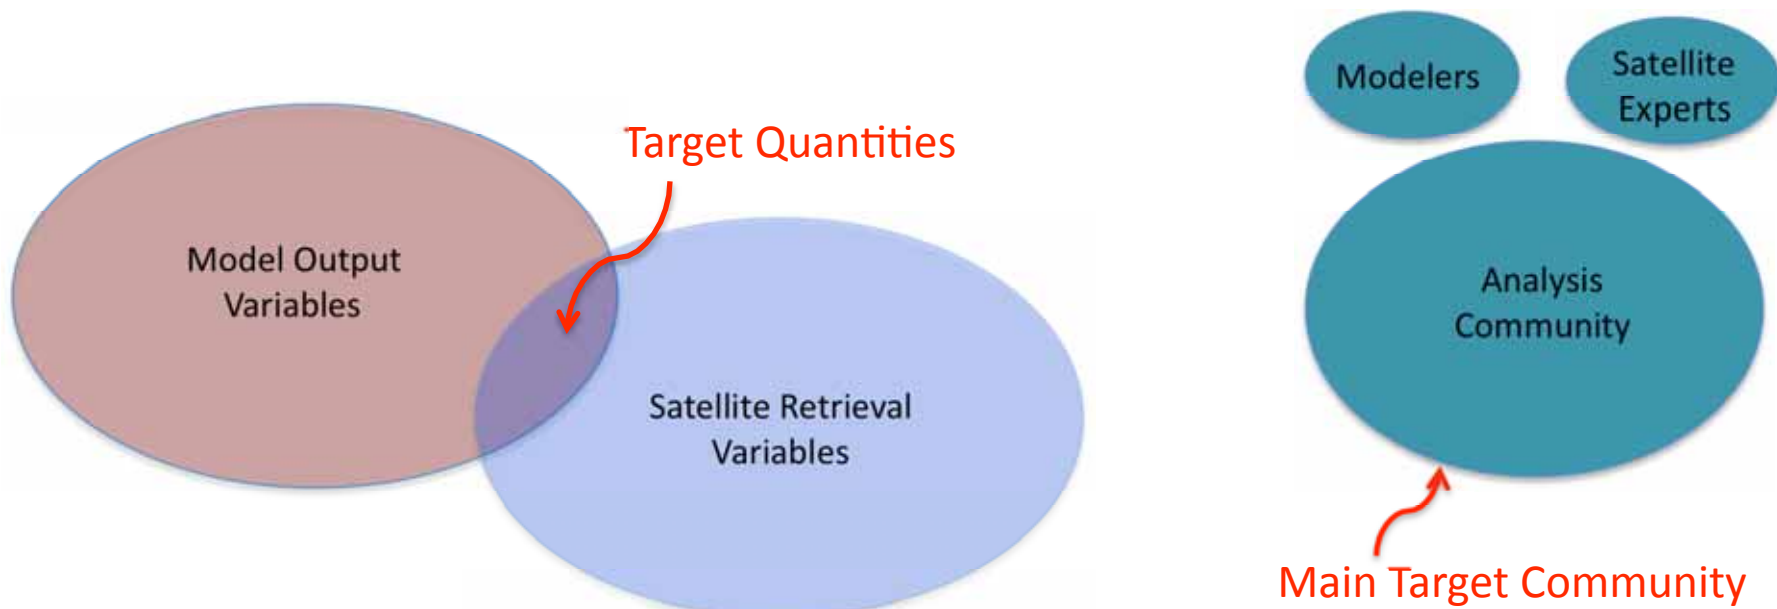 Target Quantities
Model Output
Variables
Satellite Retrieval
Variables
Modelers
Satellite
Experts
Analysis
Community
Main Target Community